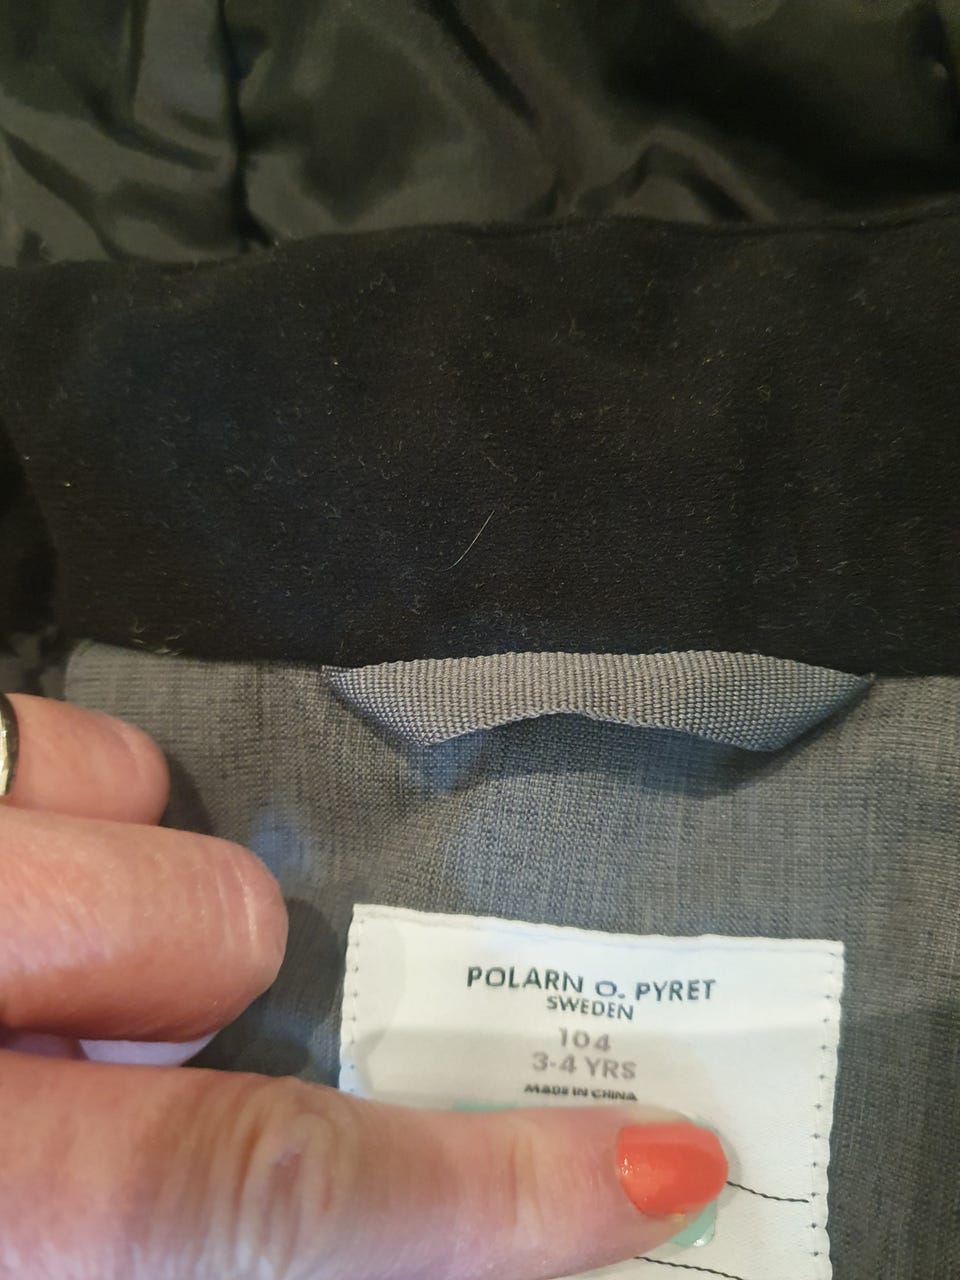 POLARN O. PYRET
SWEDEN
104
3-4 YRS
MADE IN CHINA